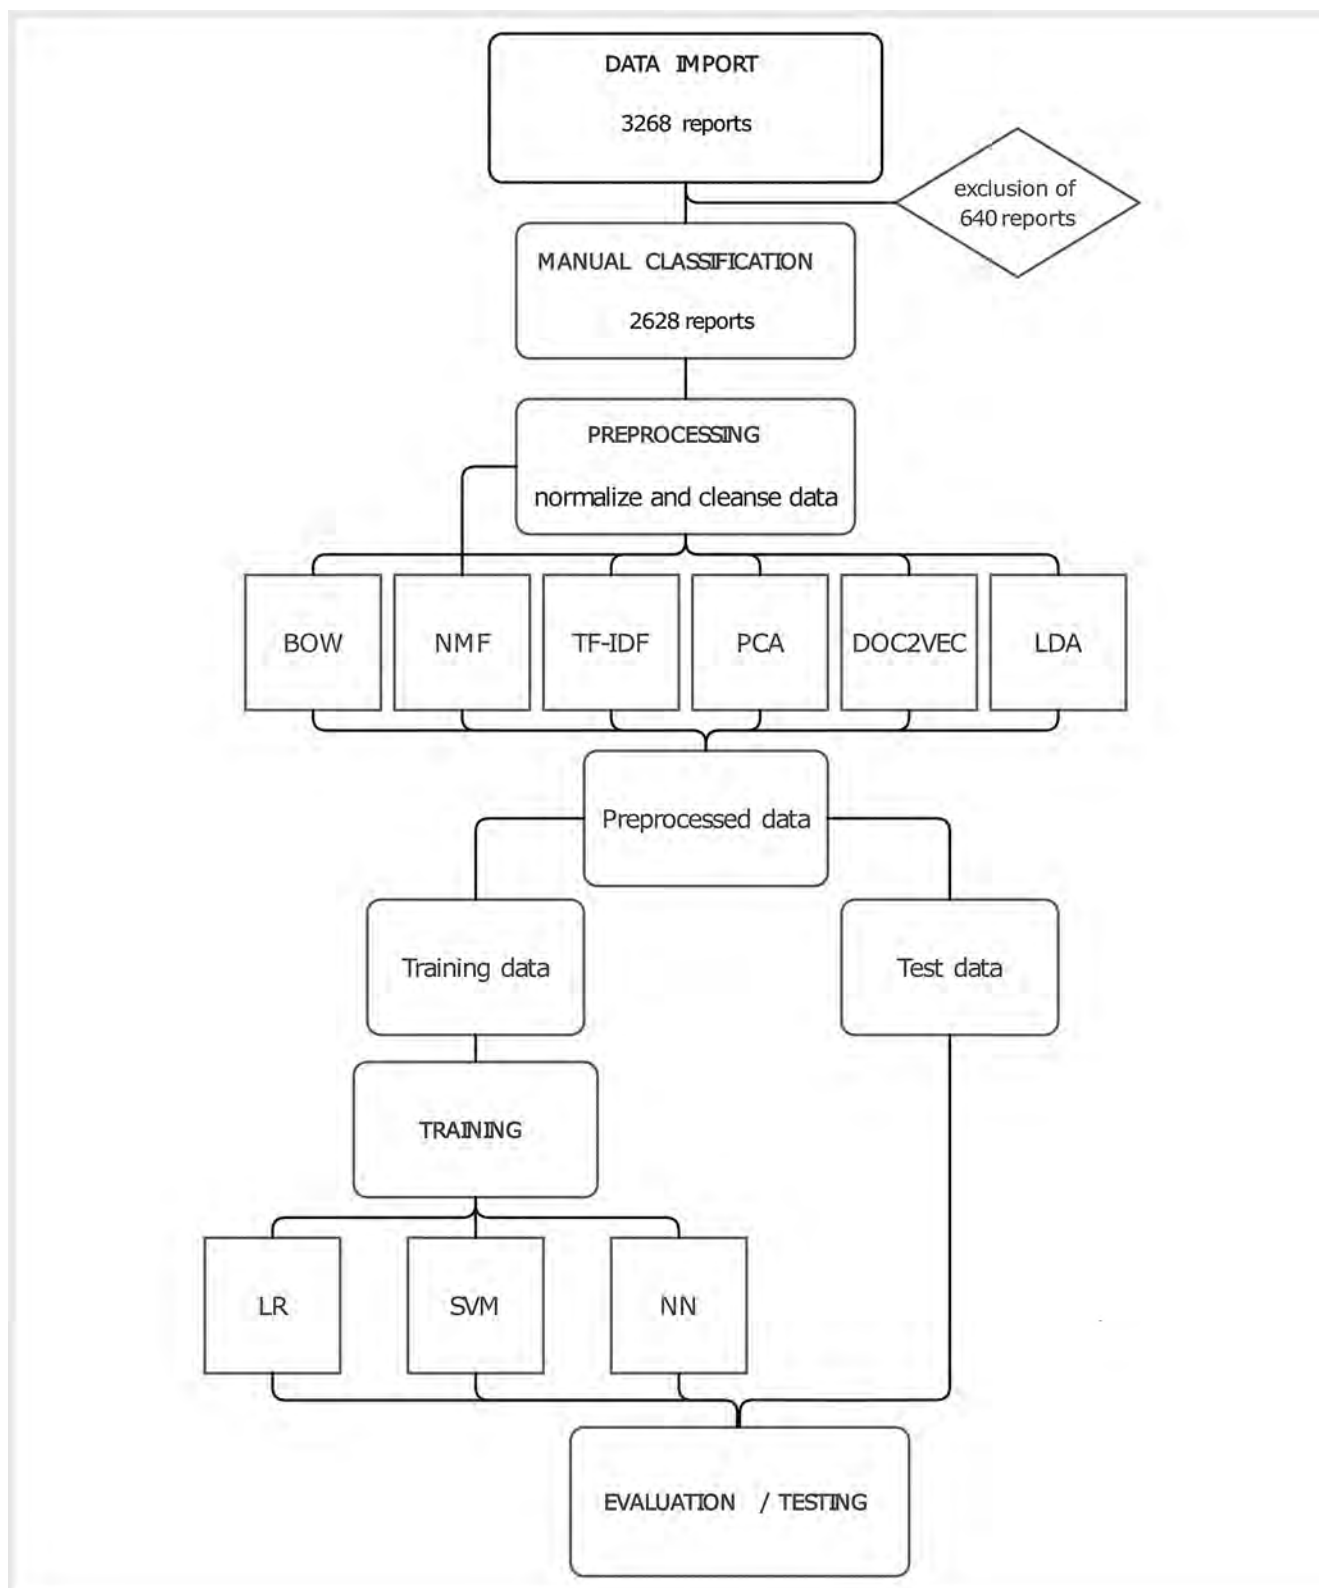 DATA IMPORT
3268 reports
exclusion of
640 reports
MANUAL CLASSIFICATION
2628 reports
PREPROCESSING
normalize and cleanse data
BOW
NMF
TF-IDF
PCA
DOC2VEC
LDA
Preprocessed data
Training data
Test data
TRAINING
LR
SVM
NN
EVALUATION / TESTING